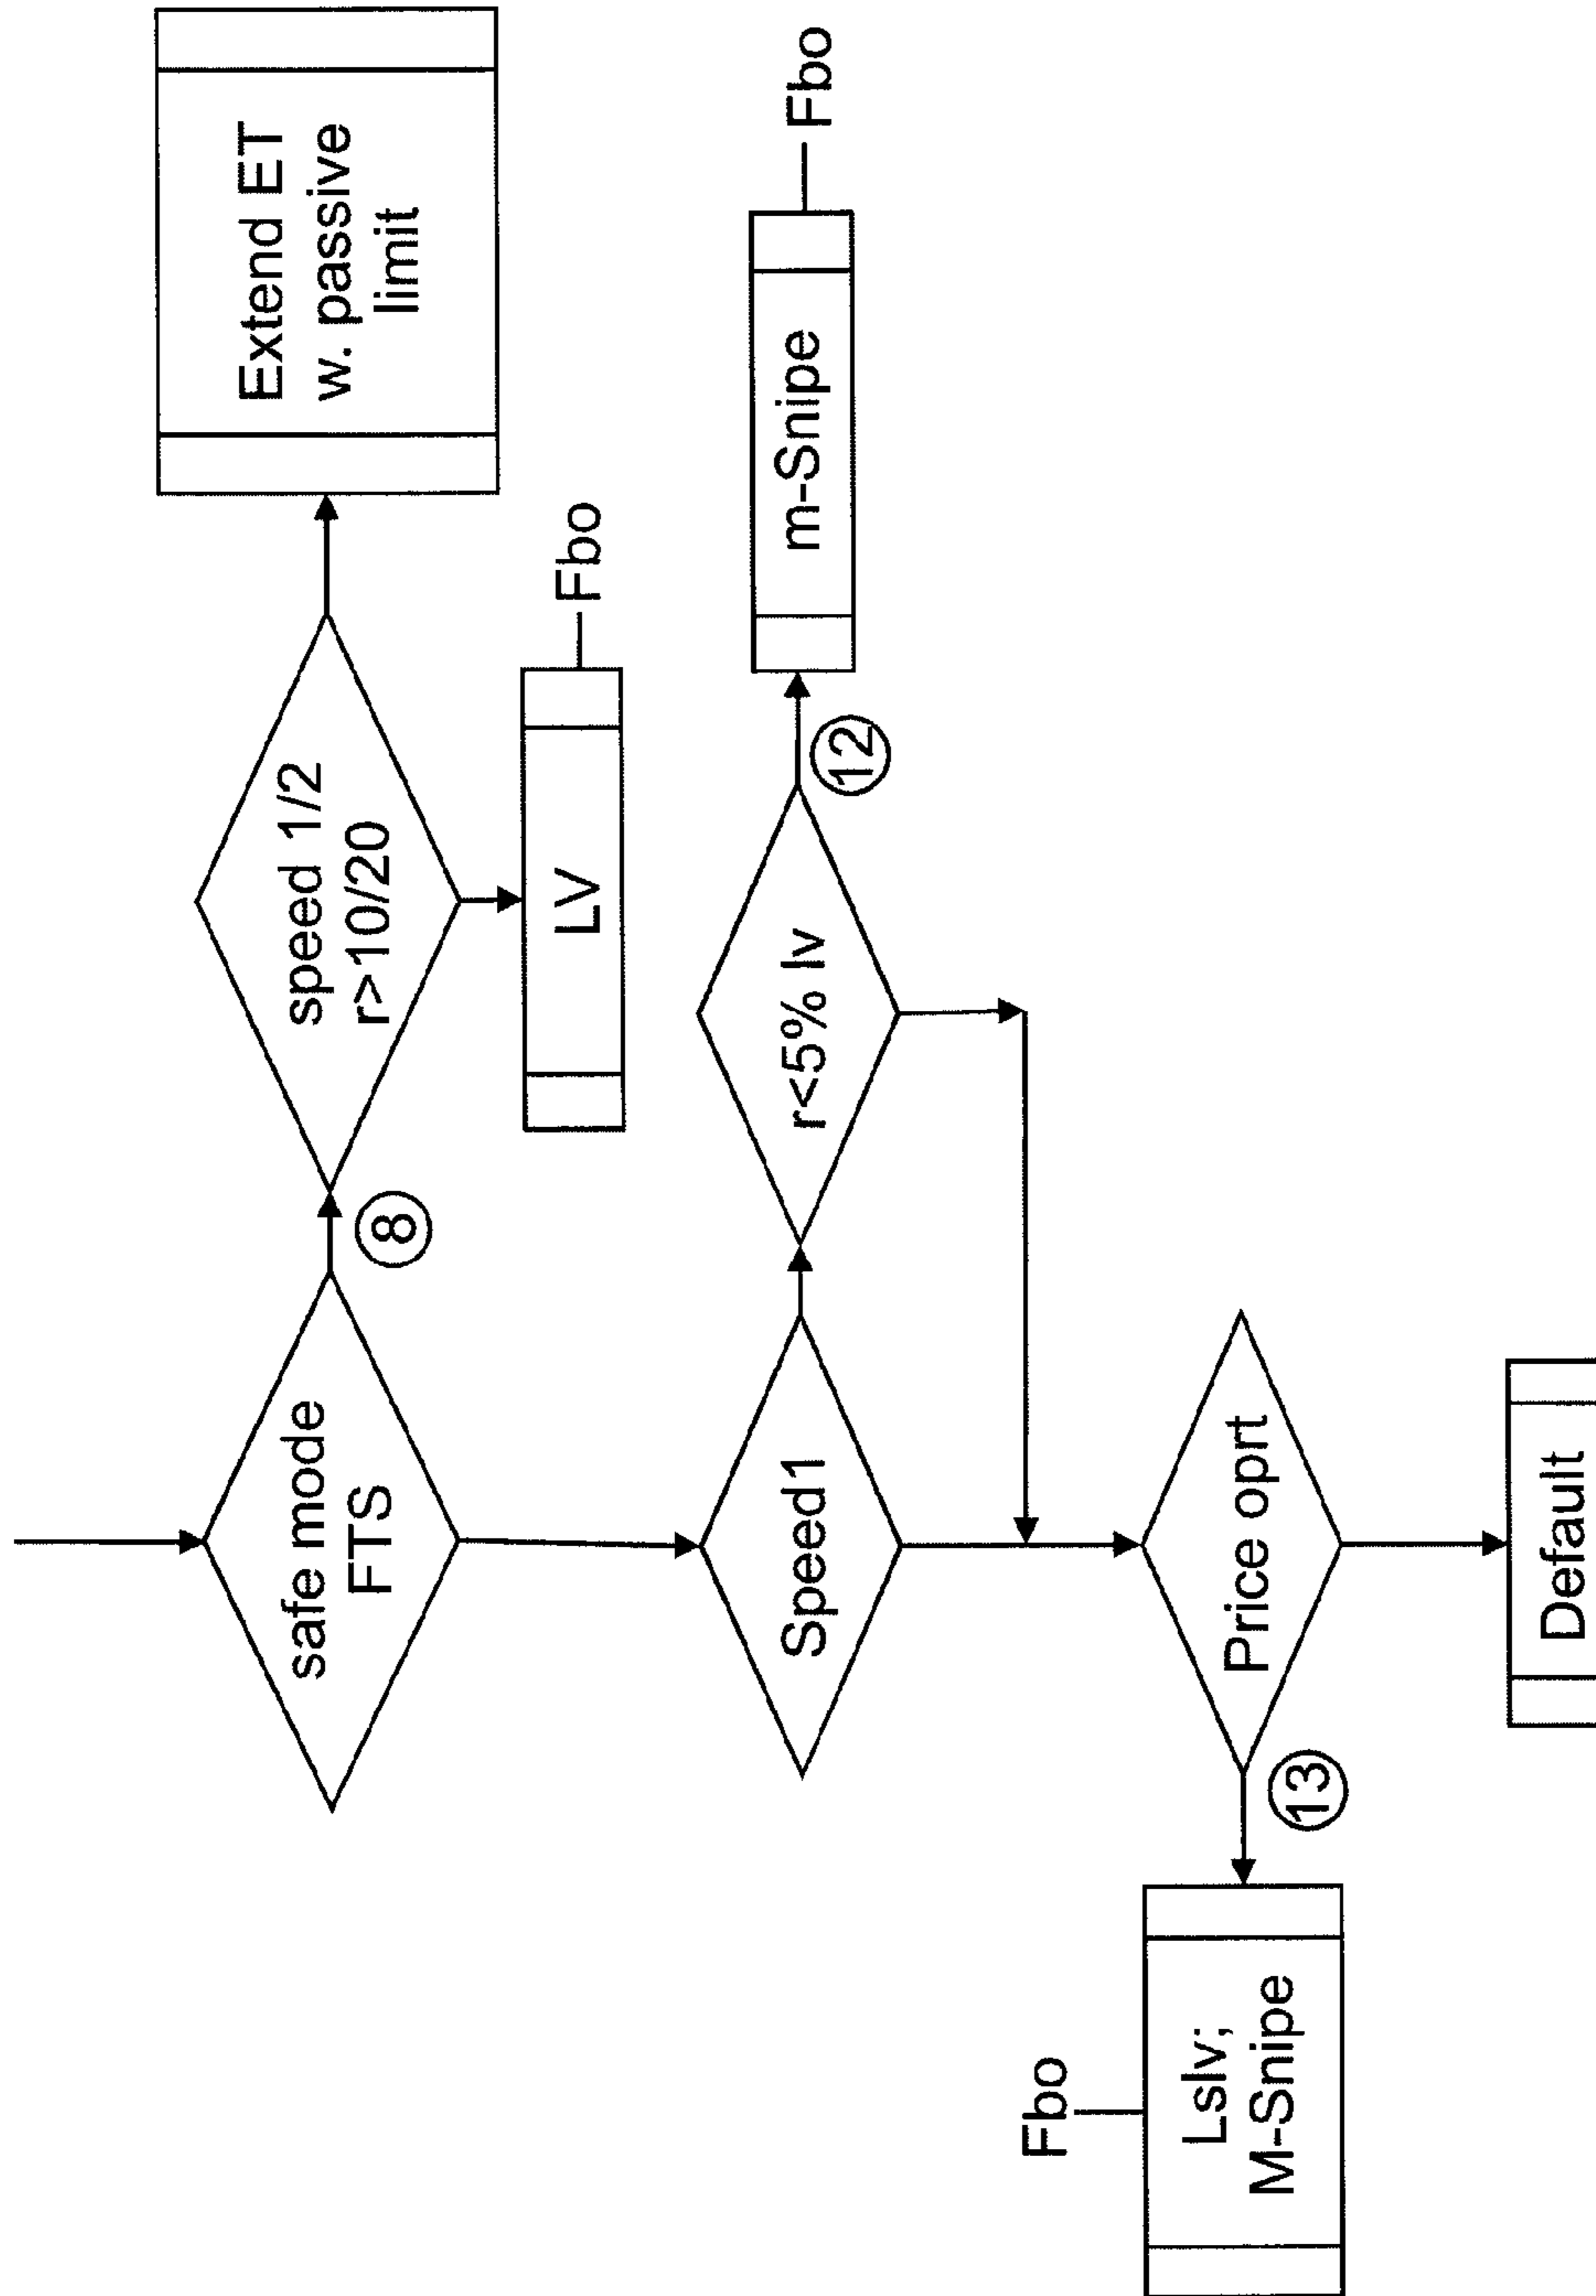 safe mode
FTS
8
speed 1/2
r>10/20
Extend ET
w. passive
limit
LV
Fbo
Speed1
r<5% lv
12
m-Snipe
Fbo
Price oprt
13
Lslv;
M-Snipe
Fbo
Default